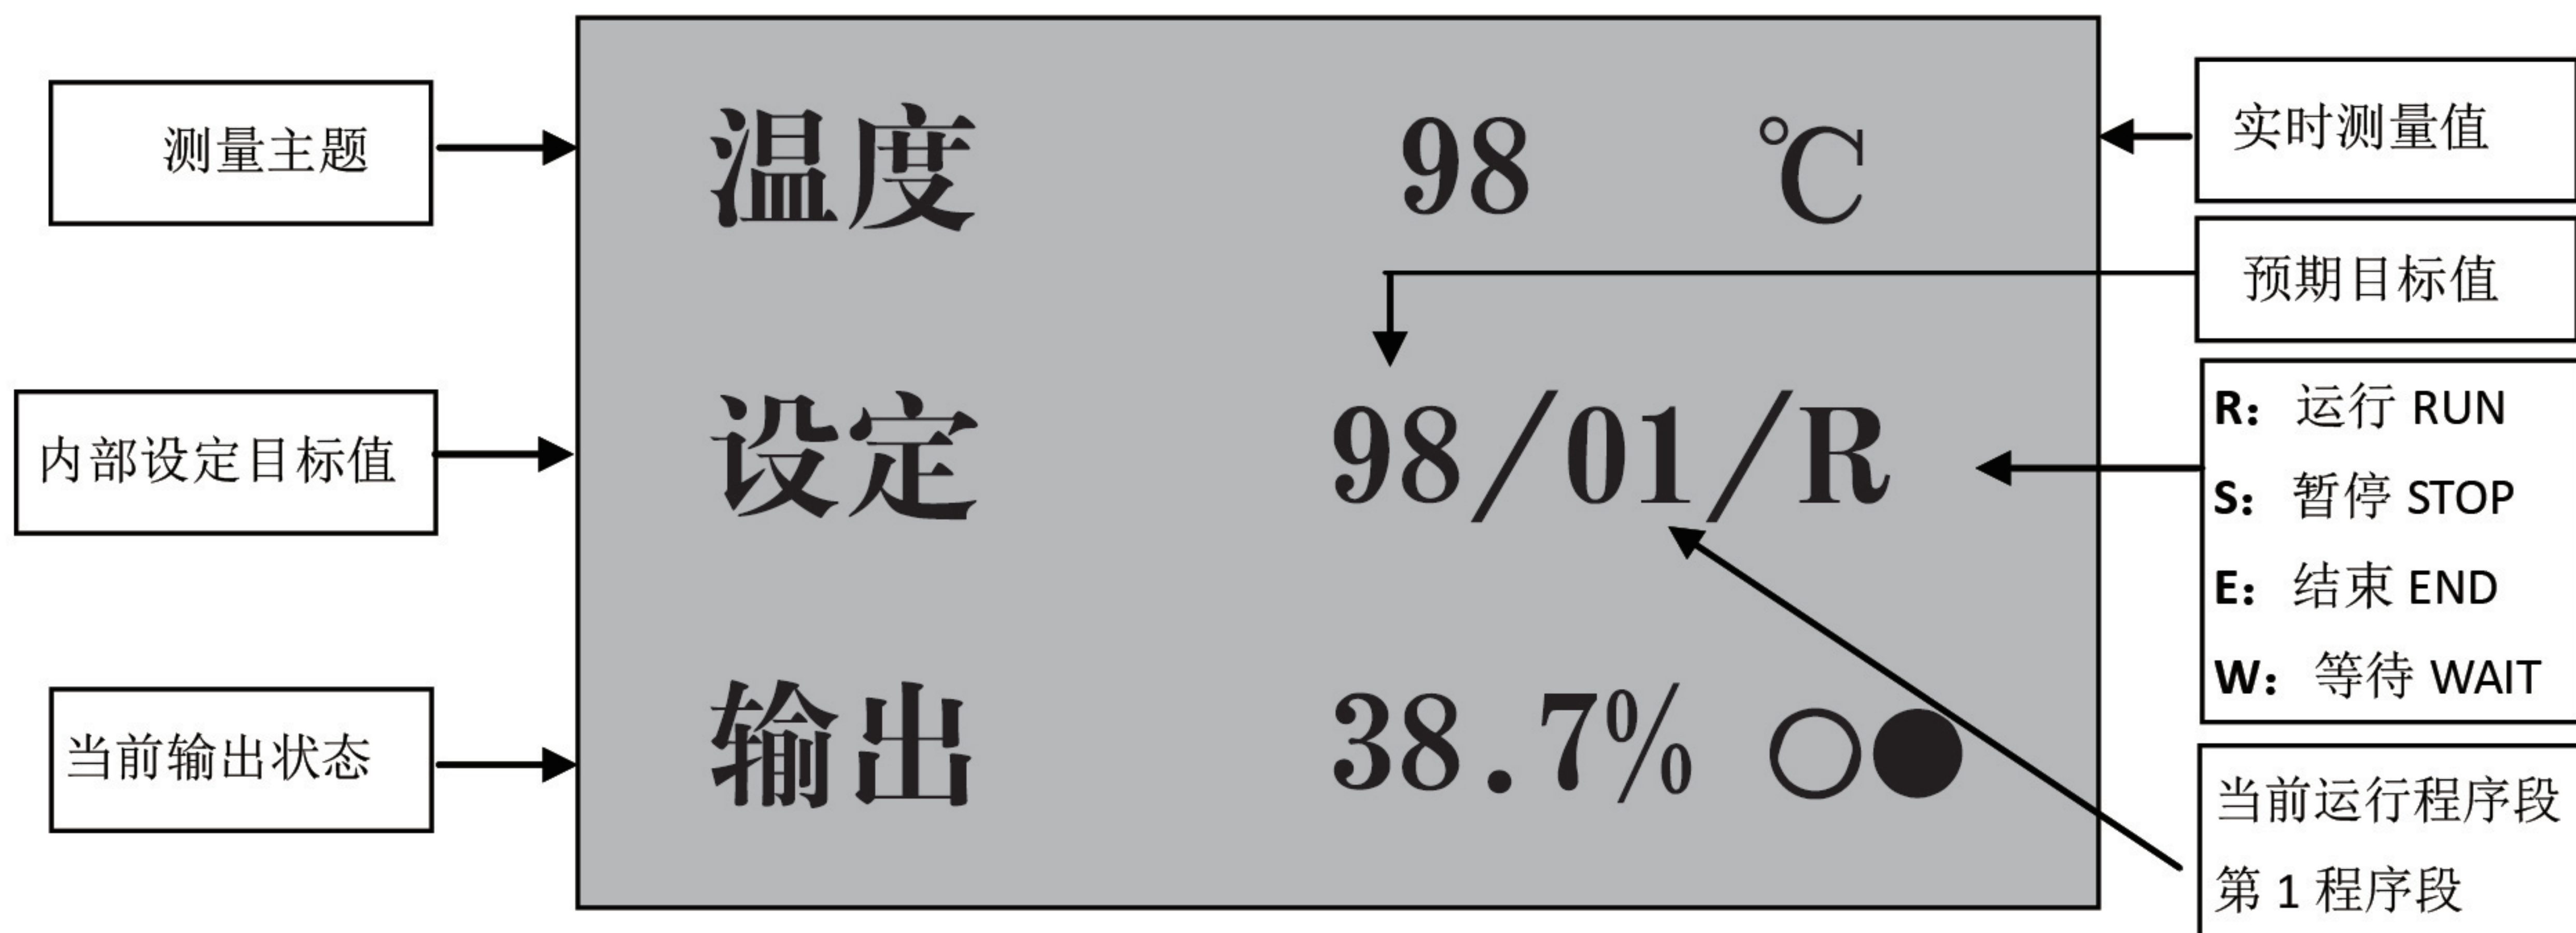 测量主题
内部设定目标值
当前输出状态
温度 98 ℃
设定 98/01/R
输出 38.7% ○●
实时测量值
预期目标值
R：运行 RUN
S：暂停 STOP
E：结束 END
W：等待 WAIT
当前运行程序段
第 1 程序段